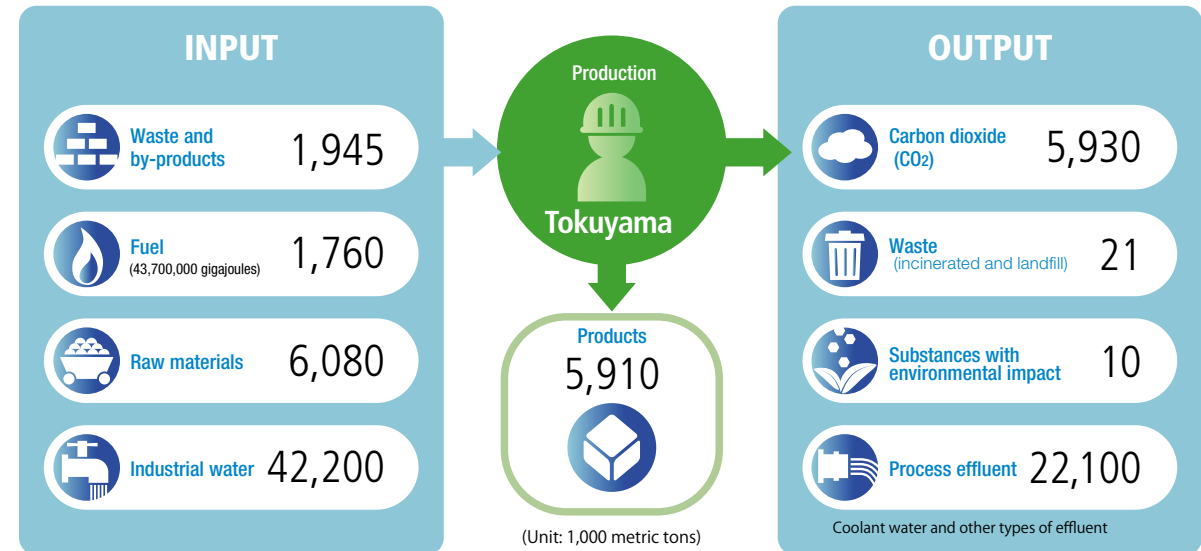 INPUT
Waste and
by-products
1,945
Fuel
(43,700,000 gigajoules)
1,760
Raw materials
6,080
Industrial water
42,200
Production
Tokuyama
Products
5,910
(Unit: 1,000 metric tons)
OUTPUT
Carbon dioxide
(CO2)
5,930
Waste
(incinerated and landfill)
21
Substances with
environmental impact
10
Process effluent
22,100
Coolant water and other types of effluent